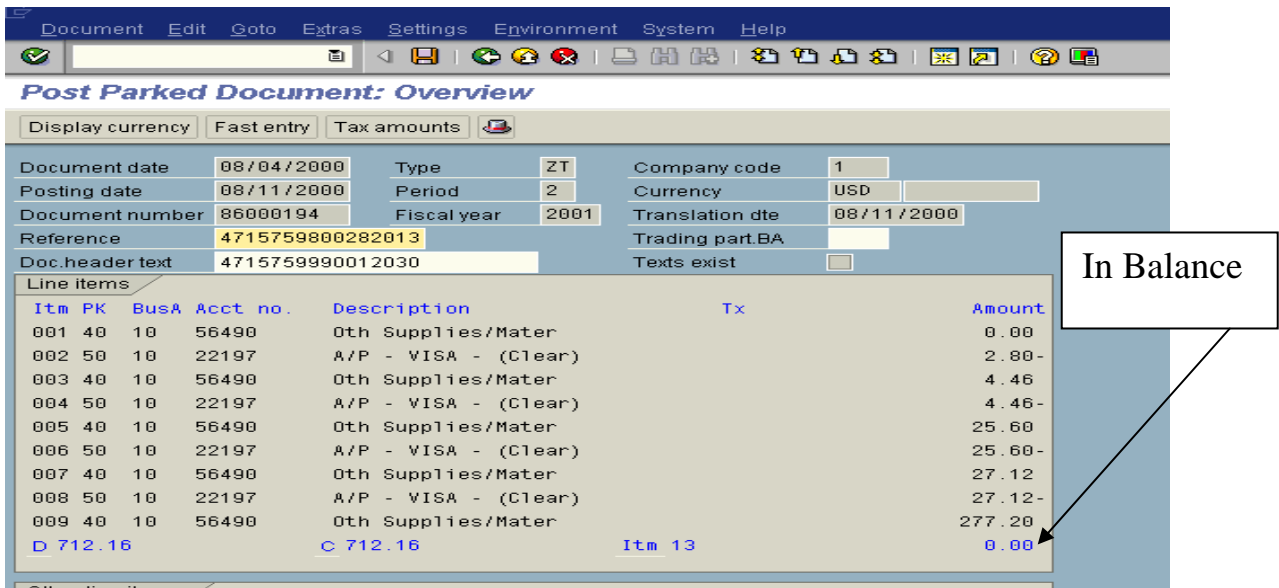 Document Edit Goto Extras Settings Environment System Help
Post Parked Document: Overview
Display currency Fast entry Tax amounts
Document date 08/04/2000 Type ZT Company code 1
Posting date 08/11/2000 Period 2 Currency USD
Document number 86000194 Fiscal year 2001 Translation dte 08/11/2000
Reference 4715759800282013 Trading part.BA
Doc.header text 4715759990012030 Texts exist
In Balance
Line items
Itm PK BusA Acct no. Description Tx Amount
001 40 10 56490 Oth Supplies/Mater 0.00
002 50 10 22197 A/P - VISA - (Clear) 2.80-
003 40 10 56490 Oth Supplies/Mater 4.46
004 50 10 22197 A/P - VISA - (Clear) 4.46-
005 40 10 56490 Oth Supplies/Mater 25.60
006 50 10 22197 A/P - VISA - (Clear) 25.60-
007 40 10 56490 Oth Supplies/Mater 27.12
008 50 10 22197 A/P - VISA - (Clear) 27.12-
009 40 10 56490 Oth Supplies/Mater 277.20
D 712.16 C 712.16 Itm 13 0.00